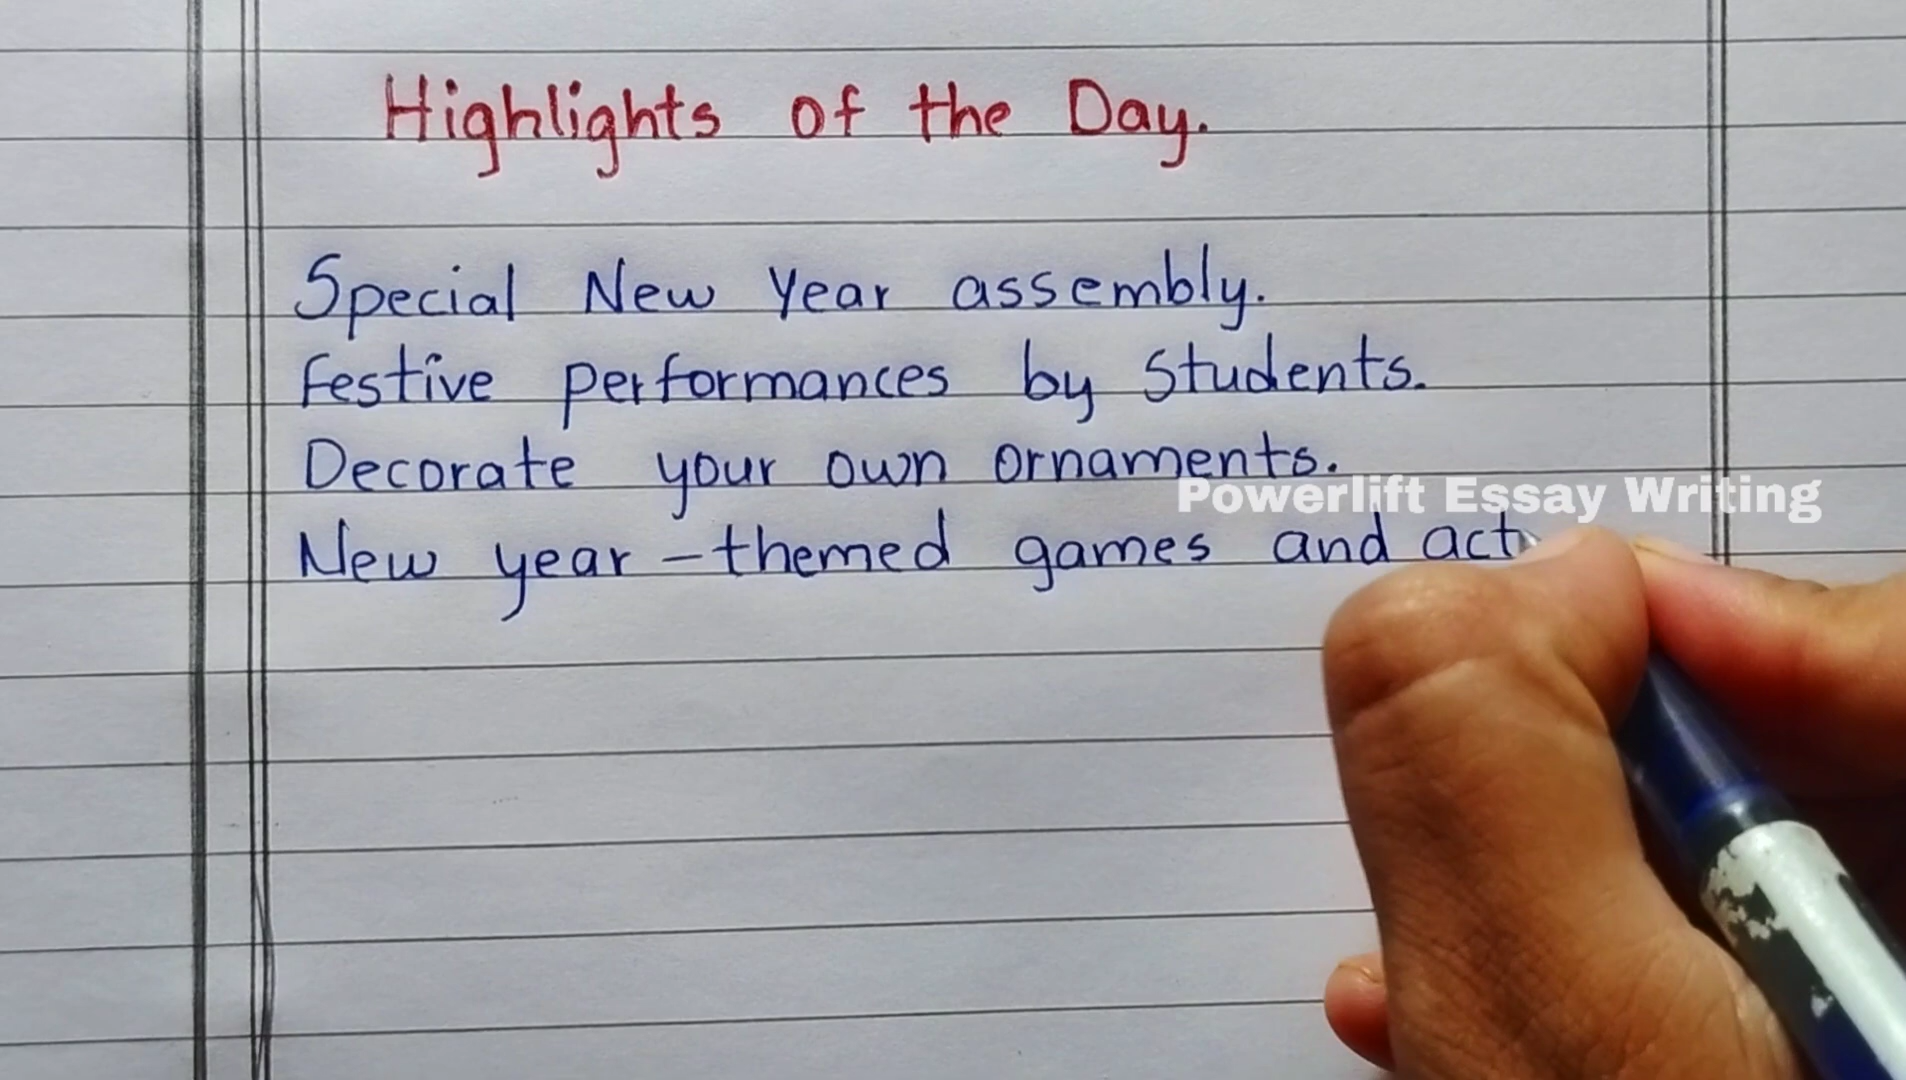 Highlights of the Day.
Special New Year assembly.
Festive performances by Students.
Decorate your own ornaments.
Powerlift Essay Writing
New year - themed games and act